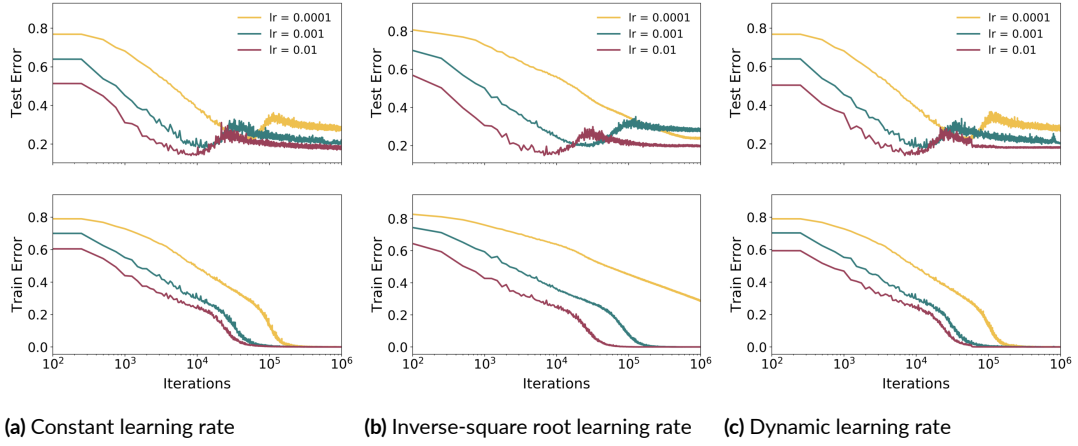 lr = 0.0001
lr = 0.001
lr = 0.01
Test Error
0.8
0.6
0.4
0.2
lr = 0.0001
lr = 0.001
lr = 0.01
Test Error
0.8
0.6
0.4
0.2
lr = 0.0001
lr = 0.001
lr = 0.01
Test Error
0.8
0.6
0.4
0.2
Train Error
0.8
0.6
0.4
0.2
0.0
10² 10³ 10⁴ 10⁵ 10⁶
Iterations
Train Error
0.8
0.6
0.4
0.2
0.0
10² 10³ 10⁴ 10⁵ 10⁶
Iterations
Train Error
0.8
0.6
0.4
0.2
0.0
10² 10³ 10⁴ 10⁵ 10⁶
Iterations
(a) Constant learning rate
(b) Inverse-square root learning rate
(c) Dynamic learning rate